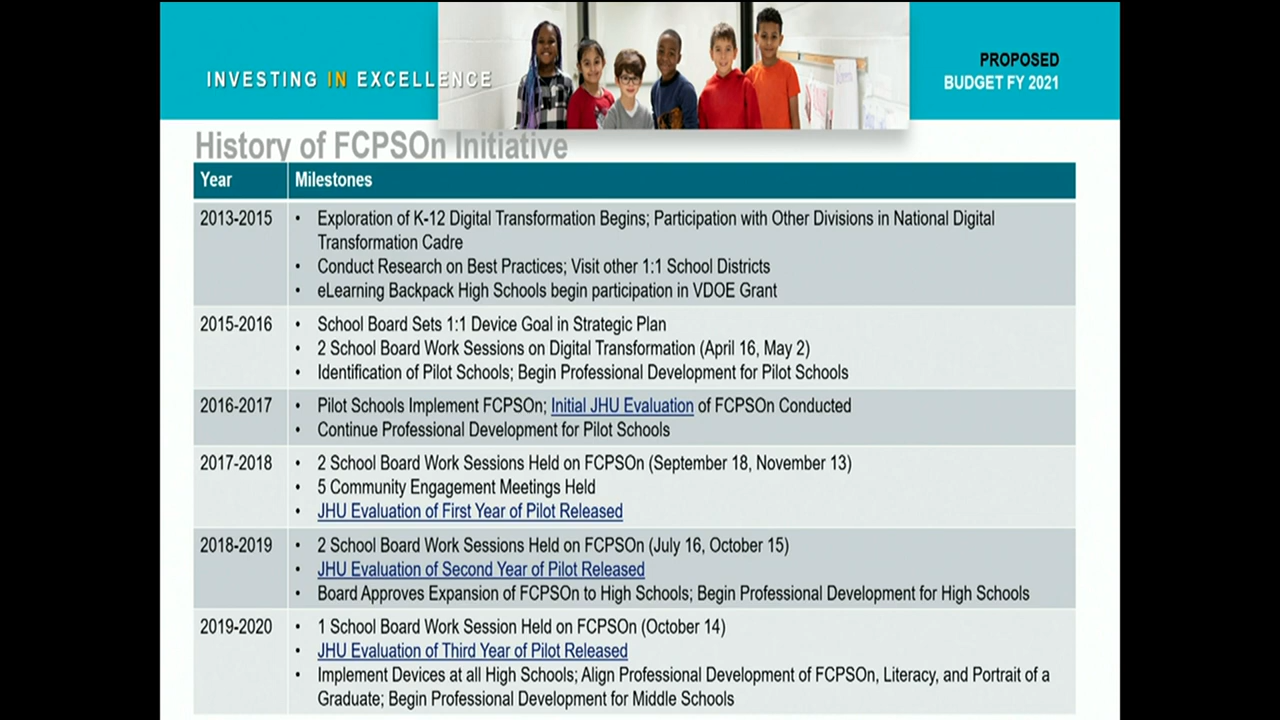 INVESTING IN EXCELLENCE
PROPOSED
BUDGET FY 2021
History of FCPSOn Initiative
Year
Milestones
2013-2015
• Exploration of K-12 Digital Transformation Begins; Participation with Other Divisions in National Digital
Transformation Cadre
• Conduct Research on Best Practices; Visit other 1:1 School Districts
• eLearning Backpack High Schools begin participation in VDOE Grant
2015-2016
• School Board Sets 1:1 Device Goal in Strategic Plan
• 2 School Board Work Sessions on Digital Transformation (April 16, May 2)
• Identification of Pilot Schools; Begin Professional Development for Pilot Schools
2016-2017
• Pilot Schools Implement FCPSOn; Initial JHU Evaluation of FCPSOn Conducted
• Continue Professional Development for Pilot Schools
2017-2018
• 2 School Board Work Sessions Held on FCPSOn (September 18, November 13)
• 5 Community Engagement Meetings Held
• JHU Evaluation of First Year of Pilot Released
2018-2019
• 2 School Board Work Sessions Held on FCPSOn (July 16, October 15)
• JHU Evaluation of Second Year of Pilot Released
• Board Approves Expansion of FCPSOn to High Schools; Begin Professional Development for High Schools
2019-2020
• 1 School Board Work Session Held on FCPSOn (October 14)
• JHU Evaluation of Third Year of Pilot Released
• Implement Devices at all High Schools; Align Professional Development of FCPSOn, Literacy, and Portrait of a
Graduate; Begin Professional Development for Middle Schools